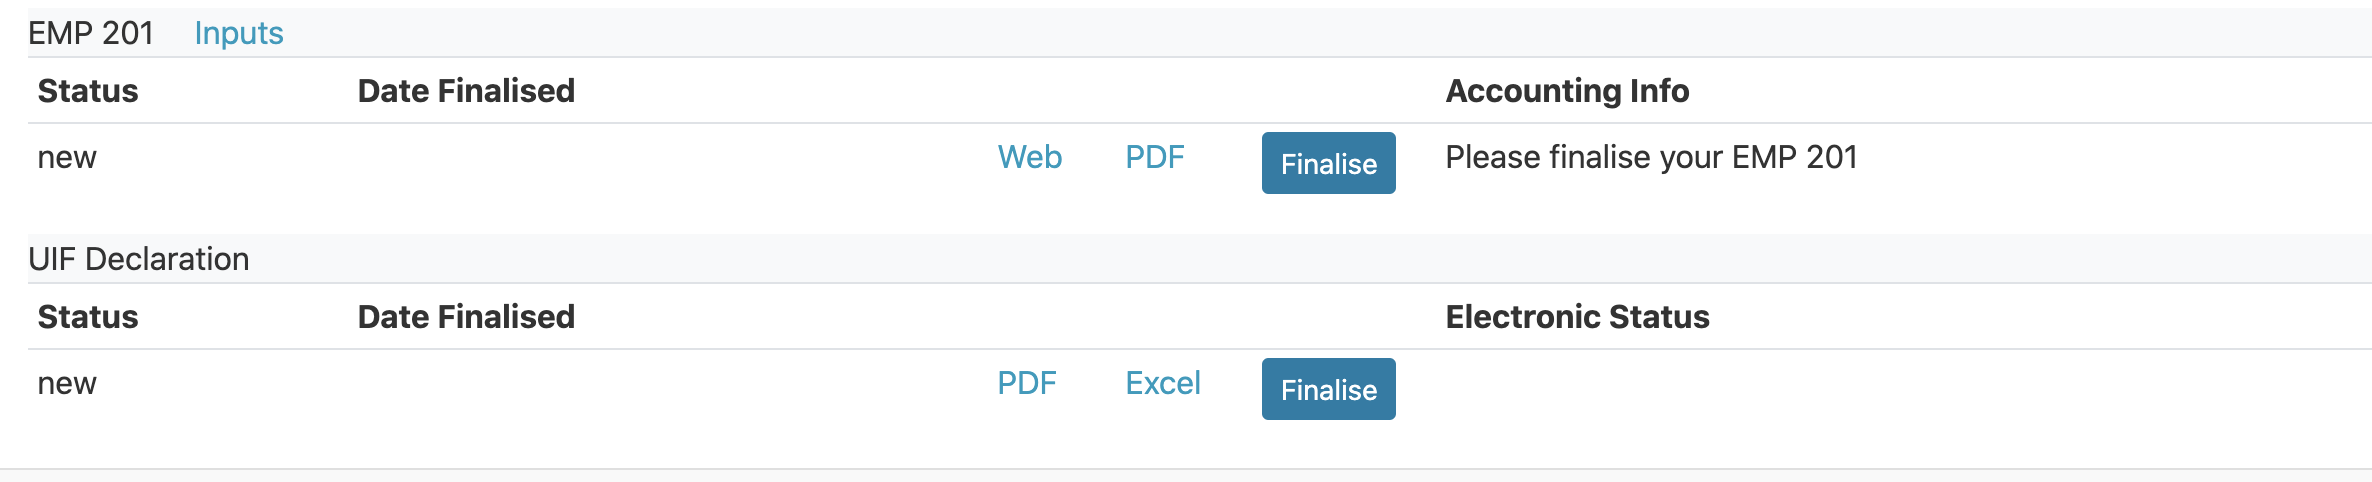 EMP 201 Inputs
Status Date Finalised Accounting Info
new Web PDF Finalise Please finalise your EMP 201
UIF Declaration
Status Date Finalised Electronic Status
new PDF Excel Finalise